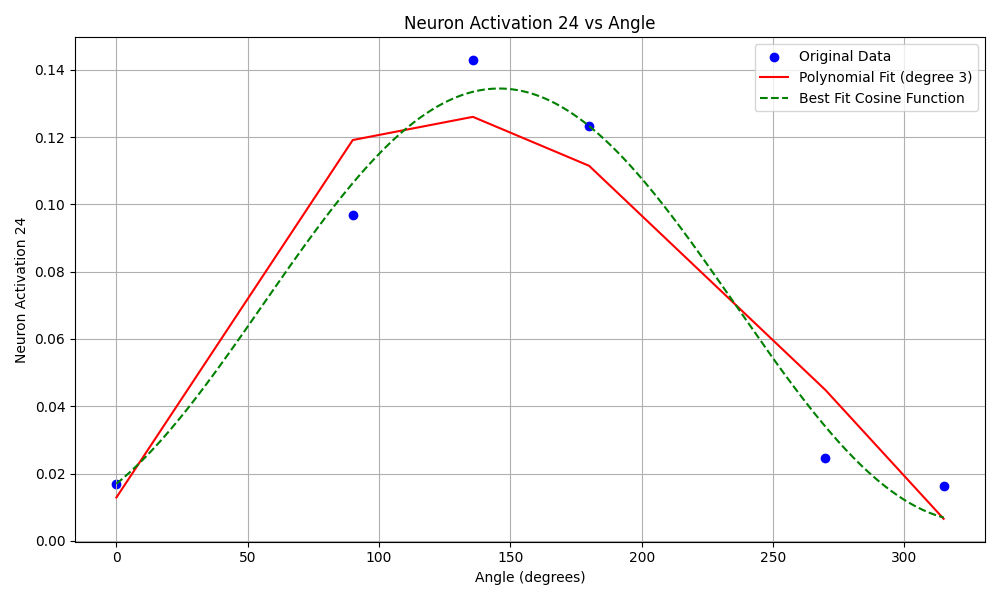 Neuron Activation 24 vs Angle
Original Data
Polynomial Fit (degree 3)
Best Fit Cosine Function
Neuron Activation 24
0.14
0.12
0.10
0.08
0.06
0.04
0.02
0.00
0
50
100
150
200
250
300
Angle (degrees)